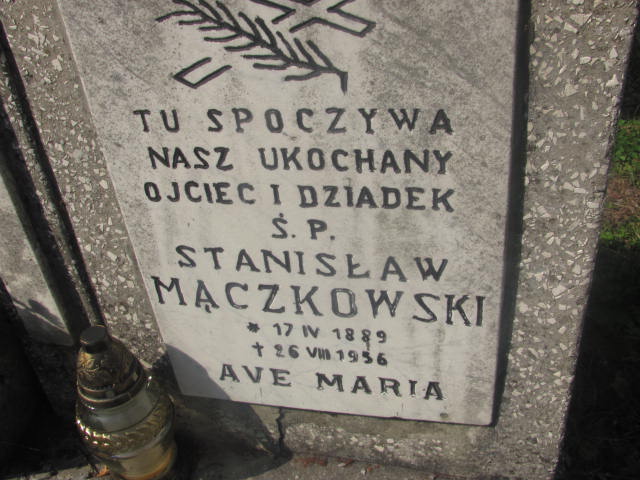 TU SPOCZYWA
NASZ UKOCHANY
OJCIEC I DZIADEK
Ś. P.
STANISŁAW
MĄCZKOWSKI
* 17 IV 1889
† 26 VIII 1956
AVE MARIA